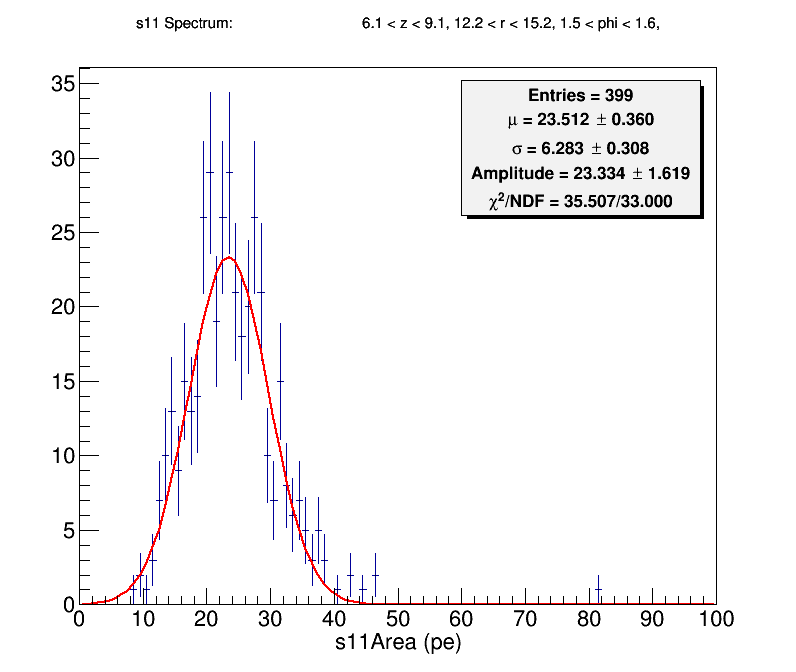 s11 Spectrum: 6.1 < z < 9.1, 12.2 < r < 15.2, 1.5 < phi < 1.6,
Entries = 399
μ = 23.512 ± 0.360
σ = 6.283 ± 0.308
Amplitude = 23.334 ± 1.619
χ²/NDF = 35.507/33.000
35
30
25
20
15
10
5
0
0 10 20 30 40 50 60 70 80 90 100
s11Area (pe)